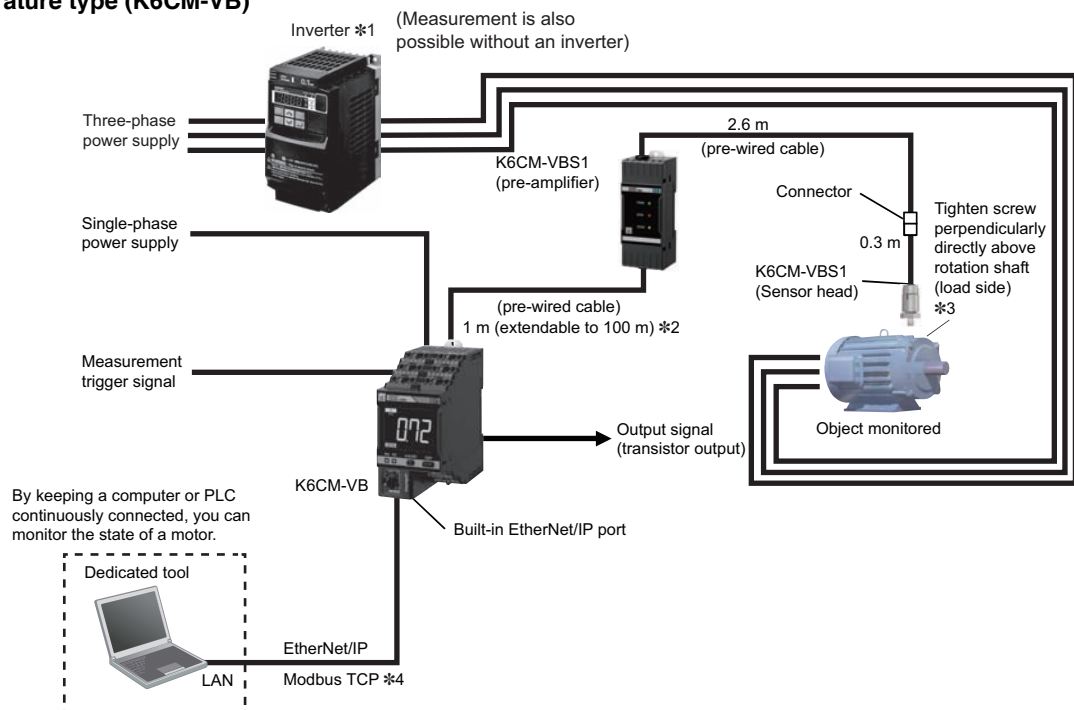 ature type (K6CM-VB)
Inverter ✻1
(Measurement is also
possible without an inverter)
Three-phase
power supply
2.6 m
(pre-wired cable)
K6CM-VBS1
(pre-amplifier)
Connector
Tighten screw
perpendicularly
directly above
rotation shaft
(load side)
✻3
0.3 m
K6CM-VBS1
(Sensor head)
Single-phase
power supply
(pre-wired cable)
1 m (extendable to 100 m) ✻2
Measurement
trigger signal
072
Output signal
(transistor output)
Object monitored
K6CM-VB
Built-in EtherNet/IP port
By keeping a computer or PLC
continuously connected, you can
monitor the state of a motor.
Dedicated tool
EtherNet/IP
LAN
Modbus TCP ✻4